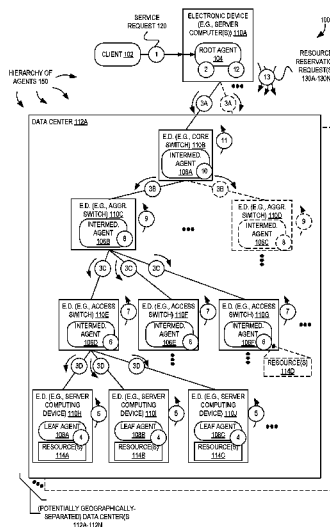 100
SERVICE
REQUEST 120
ELECTRONIC DEVICE
(E.G., SERVER
COMPUTER(S)) 110A
CLIENT 102
1
ROOT AGENT
104
2
12
RESOURCE
RESERVATION
REQUEST(S)
130A-130N
13
HIERARCHY OF
AGENTS 150
3A
3A
DATA CENTER 112A
E.D. (E.G., CORE
SWITCH) 110B
INTERMED.
AGENT
10
11
3B
3B
E.D. (E.G., AGGR.
SWITCH) 110C
INTERMED.
AGENT
106B
8
9
E.D. (E.G., AGGR.
SWITCH) 110D
INTERMED.
AGENT
106C
8
9
3C
3C
3C
E.D. (E.G., ACCESS
SWITCH) 110E
INTERMED.
AGENT
106D
6
7
E.D. (E.G., ACCESS
SWITCH) 110F
INTERMED.
AGENT
106E
6
7
E.D. (E.G., ACCESS
SWITCH) 110G
INTERMED.
AGENT
106F
6
7
RESOURCE(S)
114D
3D
3D
3D
E.D. (E.G., SERVER
COMPUTING
DEVICE) 110H
LEAF AGENT
108A
4
RESOURCE(S)
114A
5
E.D. (E.G., SERVER
COMPUTING
DEVICE) 110I
LEAF AGENT
108B
4
RESOURCE(S)
114B
5
E.D. (E.G., SERVER
COMPUTING
DEVICE) 110J
LEAF AGENT
108C
4
RESOURCE(S)
114C
5
(POTENTIALLY GEOGRAPHICALLY-
SEPARATED) DATA CENTER(S)
112A-112N